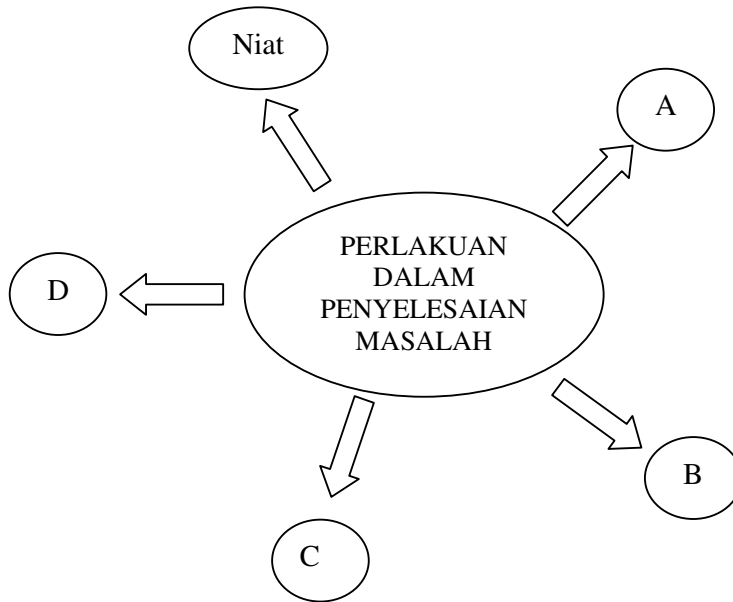 Niat
A
PERLAKUAN
DALAM
PENYELESAIAN
MASALAH
D
B
C